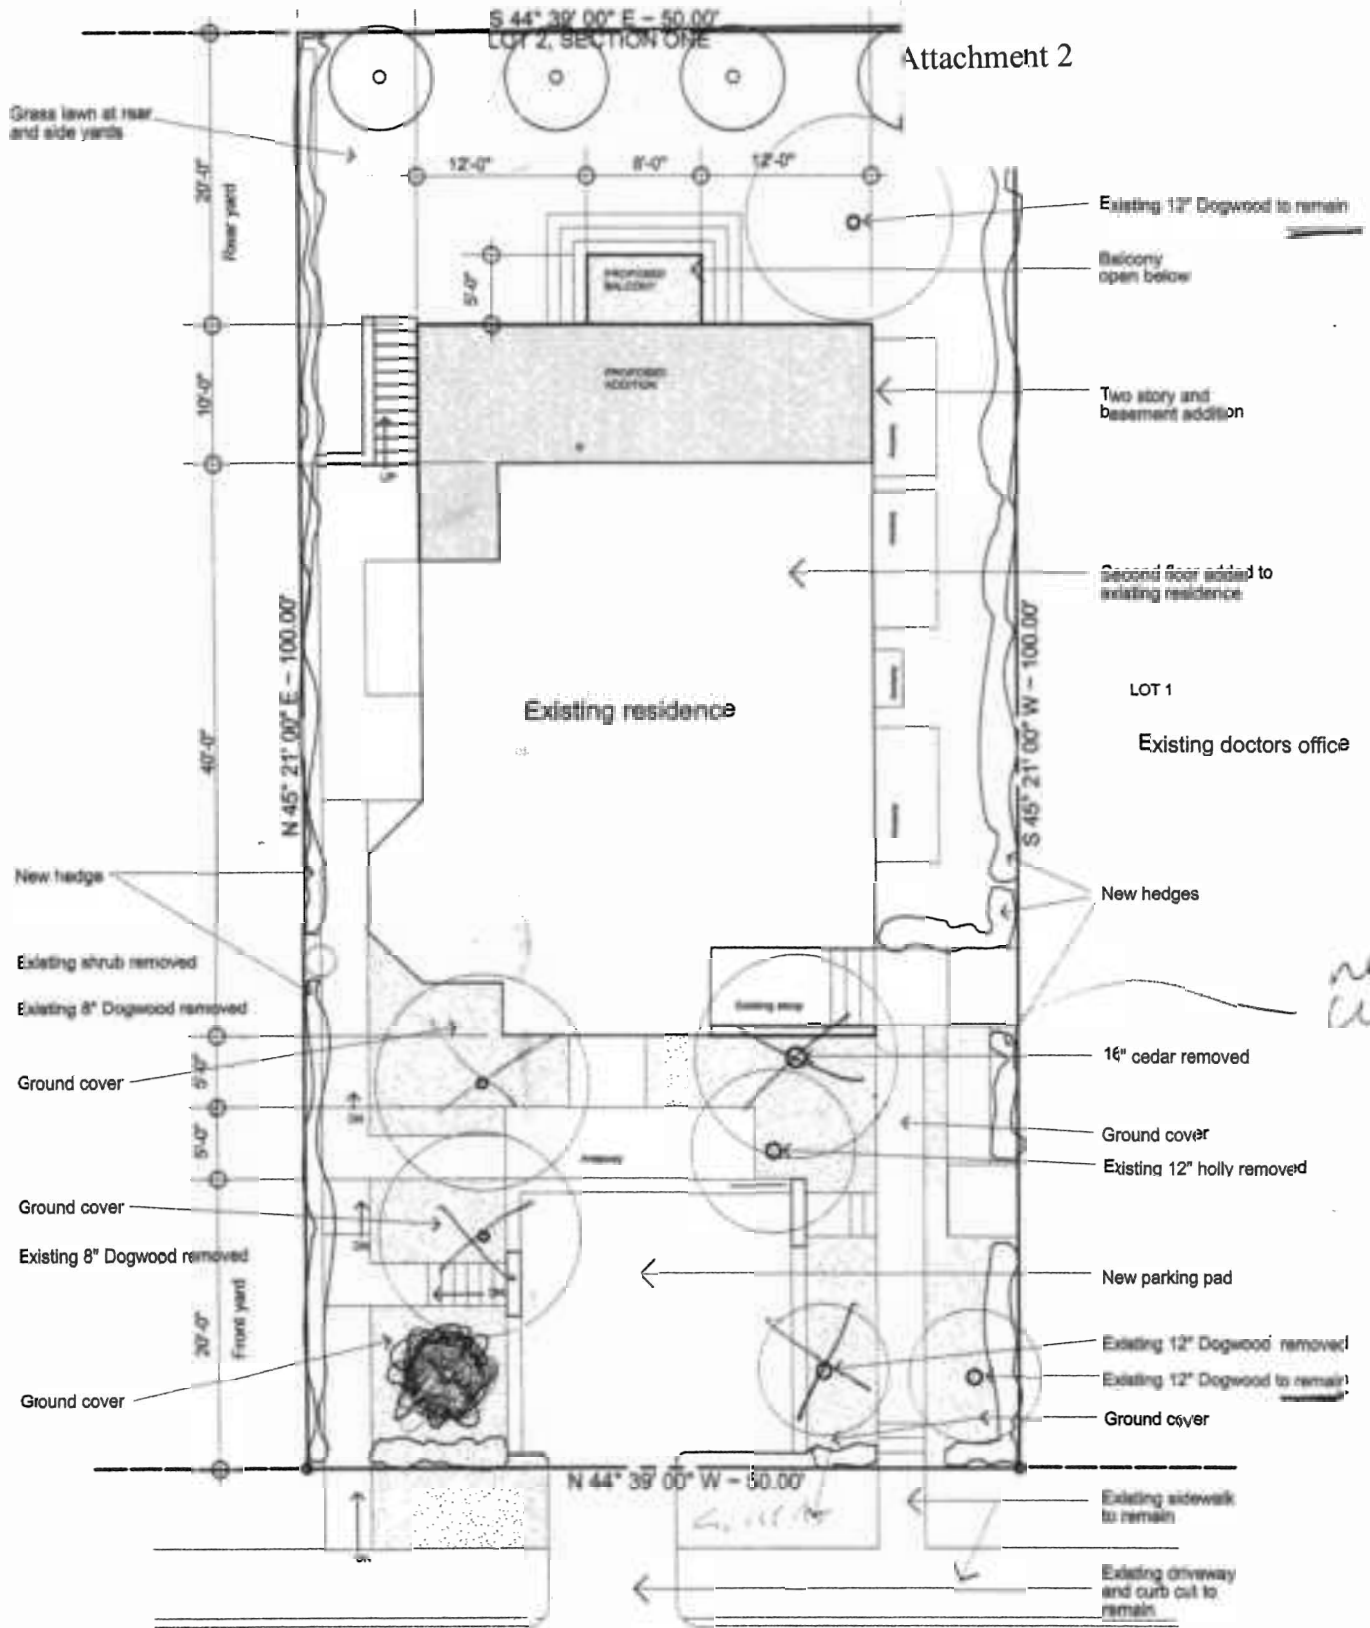 S 44° 39' 00" E – 50.00'
LOT 2, SECTION ONE
Attachment 2
Grass lawn at rear
and side yards
12'-0"
8'-0"
12'-0"
20'-0"
Existing 12" Dogwood to remain
Balcony
open below
5'-0"
PROPOSED
BALCONY
10'-0"
PROPOSED
ADDITION
Two story and
basement addition
UP
Second floor added to
existing residence
N 45° 21' 00" E – 100.00'
S 45° 21' 00" W – 100.00'
LOT 1
Existing residence
Existing doctors office
40'-0"
New hedge
New hedges
Existing shrub removed
Existing 8" Dogwood removed
Existing stoop
16" cedar removed
Ground cover
5'-0"
Ground cover
5'-0"
Areaway
Existing 12" holly removed
Ground cover
Existing 8" Dogwood removed
New parking pad
20'-0"
Front yard
Existing 12" Dogwood removed
Existing 12" Dogwood to remain
Ground cover
Ground cover
N 44° 39' 00" W – 50.00'
Existing sidewalk
to remain
Existing driveway
and curb cut to
remain